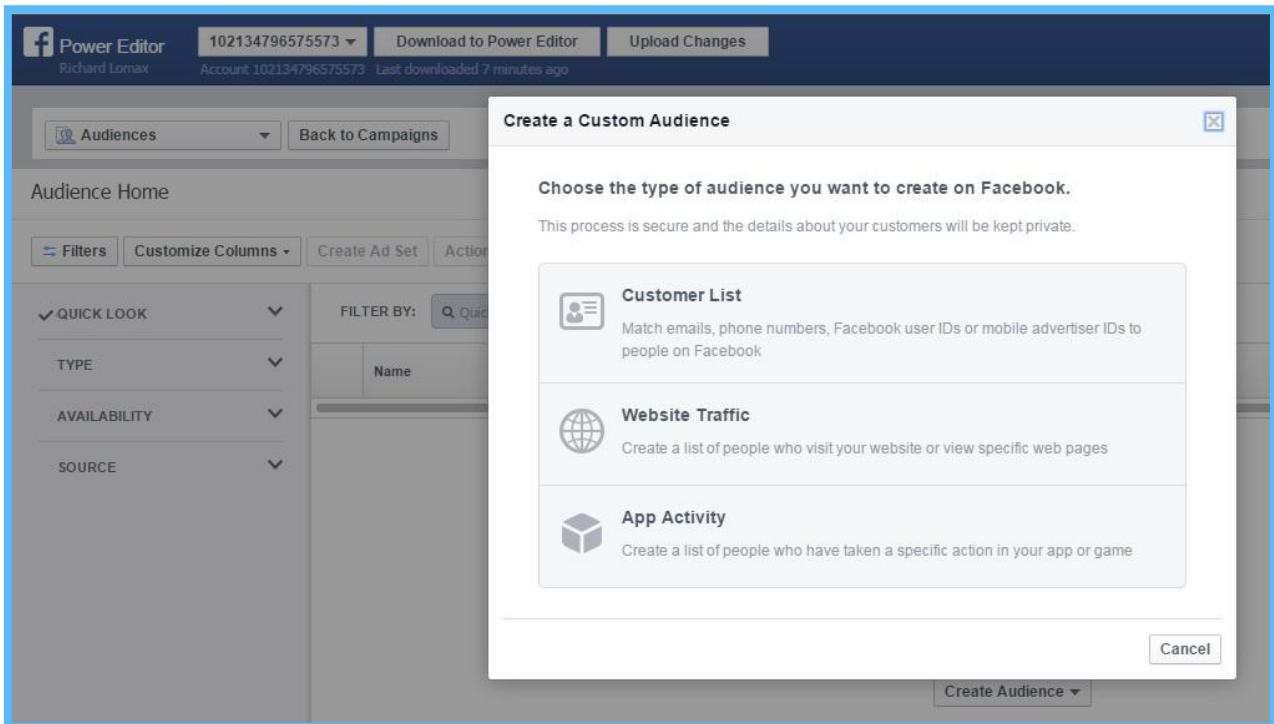 f Power Editor
Richard Lomax
102134796575573
Download to Power Editor
Upload Changes
Account 102134796575573 Last downloaded 7 minutes ago
Audiences
Back to Campaigns
Audience Home
Filters
Customize Columns
Create Ad Set
Action
QUICK LOOK
TYPE
AVAILABILITY
SOURCE
FILTER BY:
Quic
Name
Create a Custom Audience
Choose the type of audience you want to create on Facebook.
This process is secure and the details about your customers will be kept private.
Customer List
Match emails, phone numbers, Facebook user IDs or mobile advertiser IDs to
people on Facebook
Website Traffic
Create a list of people who visit your website or view specific web pages
App Activity
Create a list of people who have taken a specific action in your app or game
Cancel
Create Audience